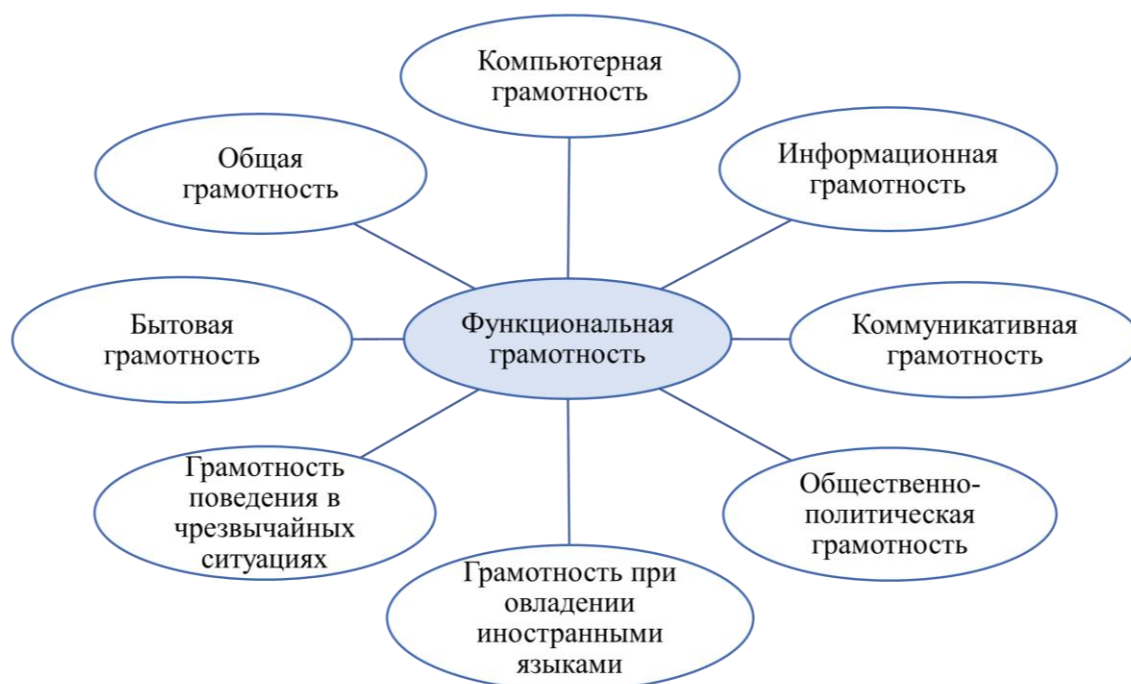 Компьютерная
грамотность
Общая
грамотность
Информационная
грамотность
Бытовая
грамотность
Функциональная
грамотность
Коммуникативная
грамотность
Грамотность
поведения в
чрезвычайных
ситуациях
Общественно-
политическая
грамотность
Грамотность при
овладении
иностранными
языками